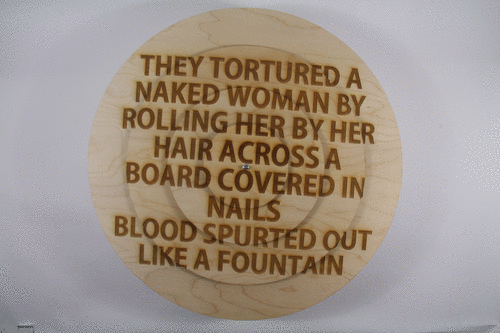 THEY TORTURED A
NAKED WOMAN BY
ROLLING HER BY HER
HAIR ACROSS A
BOARD COVERED IN
NAILS
BLOOD SPURTED OUT
LIKE A FOUNTAIN